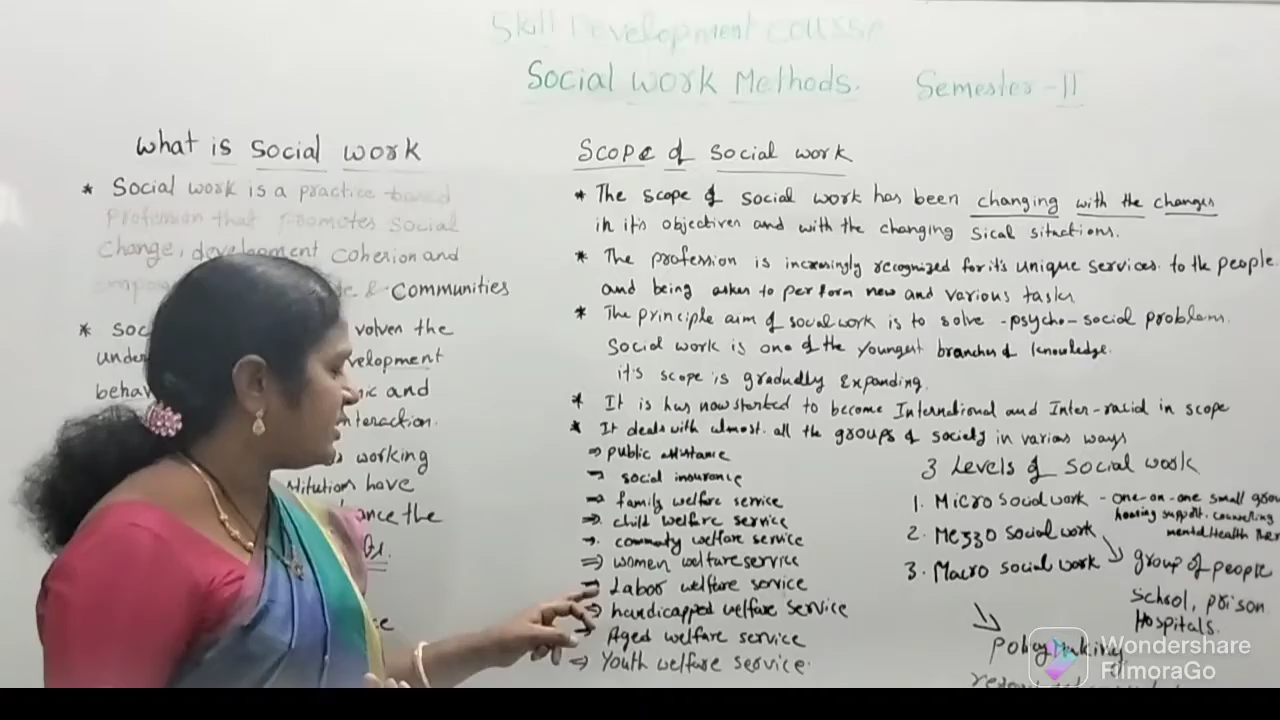 Skill Development Course
Social Work Methods. Semester - II
what is social work
* Social work is a practice based
profession that promotes social
change, development cohesion and
& communities
* Soc volven the
under velopment
behav ic and
nteraction.
working
stitutions have
ance the
Scope of social work
* The scope of social work has been changing with the changes
in it's objectives and with the changing sical sitactions.
* The profession is increasingly recognized for it's unique services. to the people.
and being asken to perform new and various tasks
* The principle aim of social work is to solve -psycho-social problems.
Social work is one of the youngest branches of knowledge.
it's scope is gradually Expanding.
* It is has now started to become International and Inter-racial in scope
* It deals with almost. all the groups of society in various ways
⇒ public assistance
→ social insurance
⇒ family welfare service
⇒ child welfare service
⇒ commuty welfare service
⇒ women welfare service
⇒ Labor welfare service
⇒ handicapped welfare service
→ Aged welfare service
⇒ Youth welfare service.
3 Levels of social work
1. Micro social work - one-on-one small grou
housing support. counseling
mental Health
2. Mezzo social work
group of people
school, prison
Hospitals.
3. Macro social work
policy Making
Wondershare
FilmoraGo